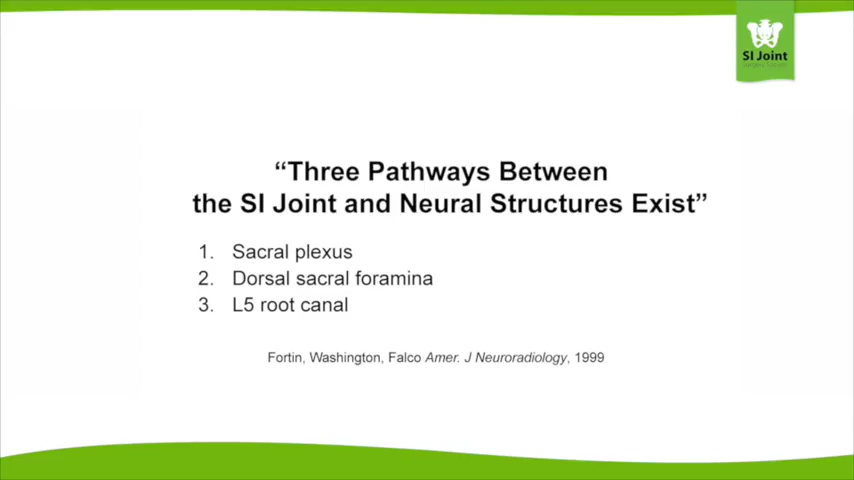 SI Joint
“Three Pathways Between
the SI Joint and Neural Structures Exist”
1. Sacral plexus
2. Dorsal sacral foramina
3. L5 root canal
Fortin, Washington, Falco Amer. J Neuroradiology, 1999